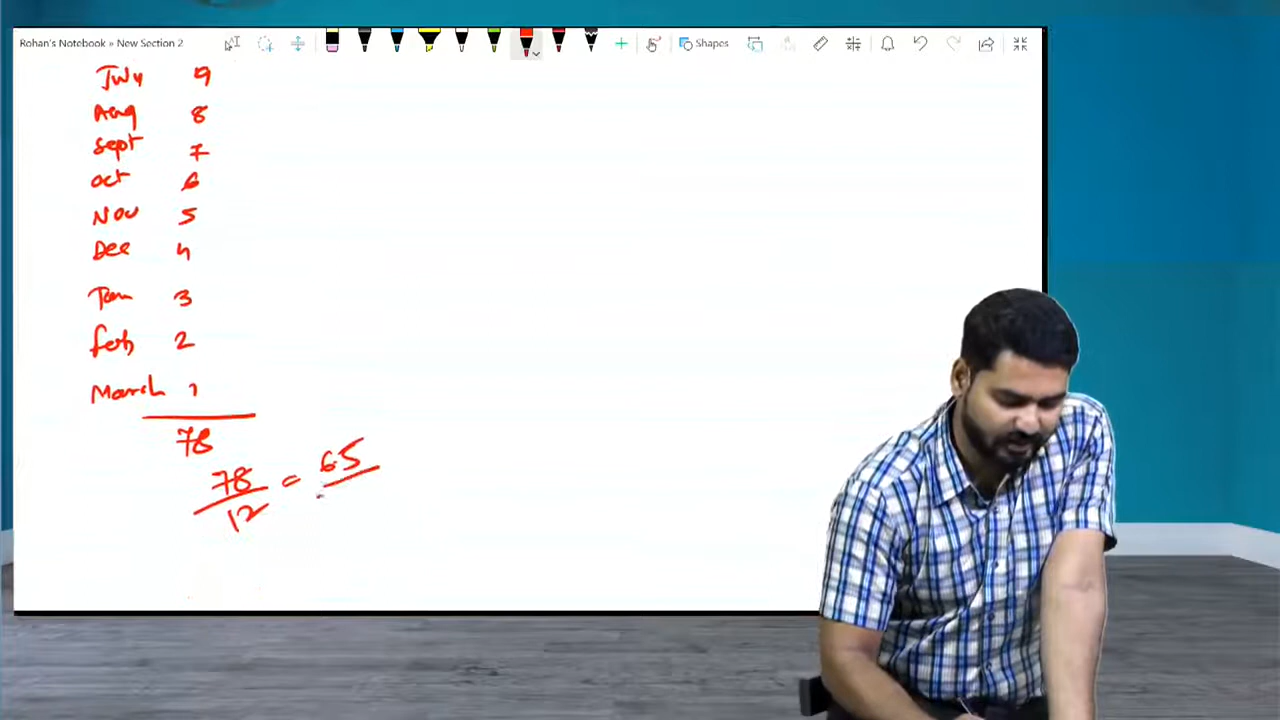 Rohan's Notebook » New Section 2
Shapes
July 9
Aug 8
Sept 7
Oct 6
Nov 5
Dec 4
Jan 3
Feb 2
March 1
78
78/12 = 6.5